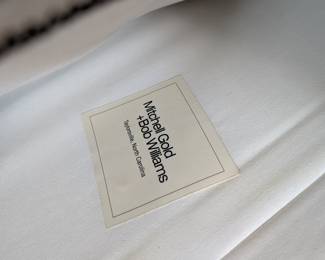 Mitchell Gold
+Bob Williams
Taylorsville, North Carolina